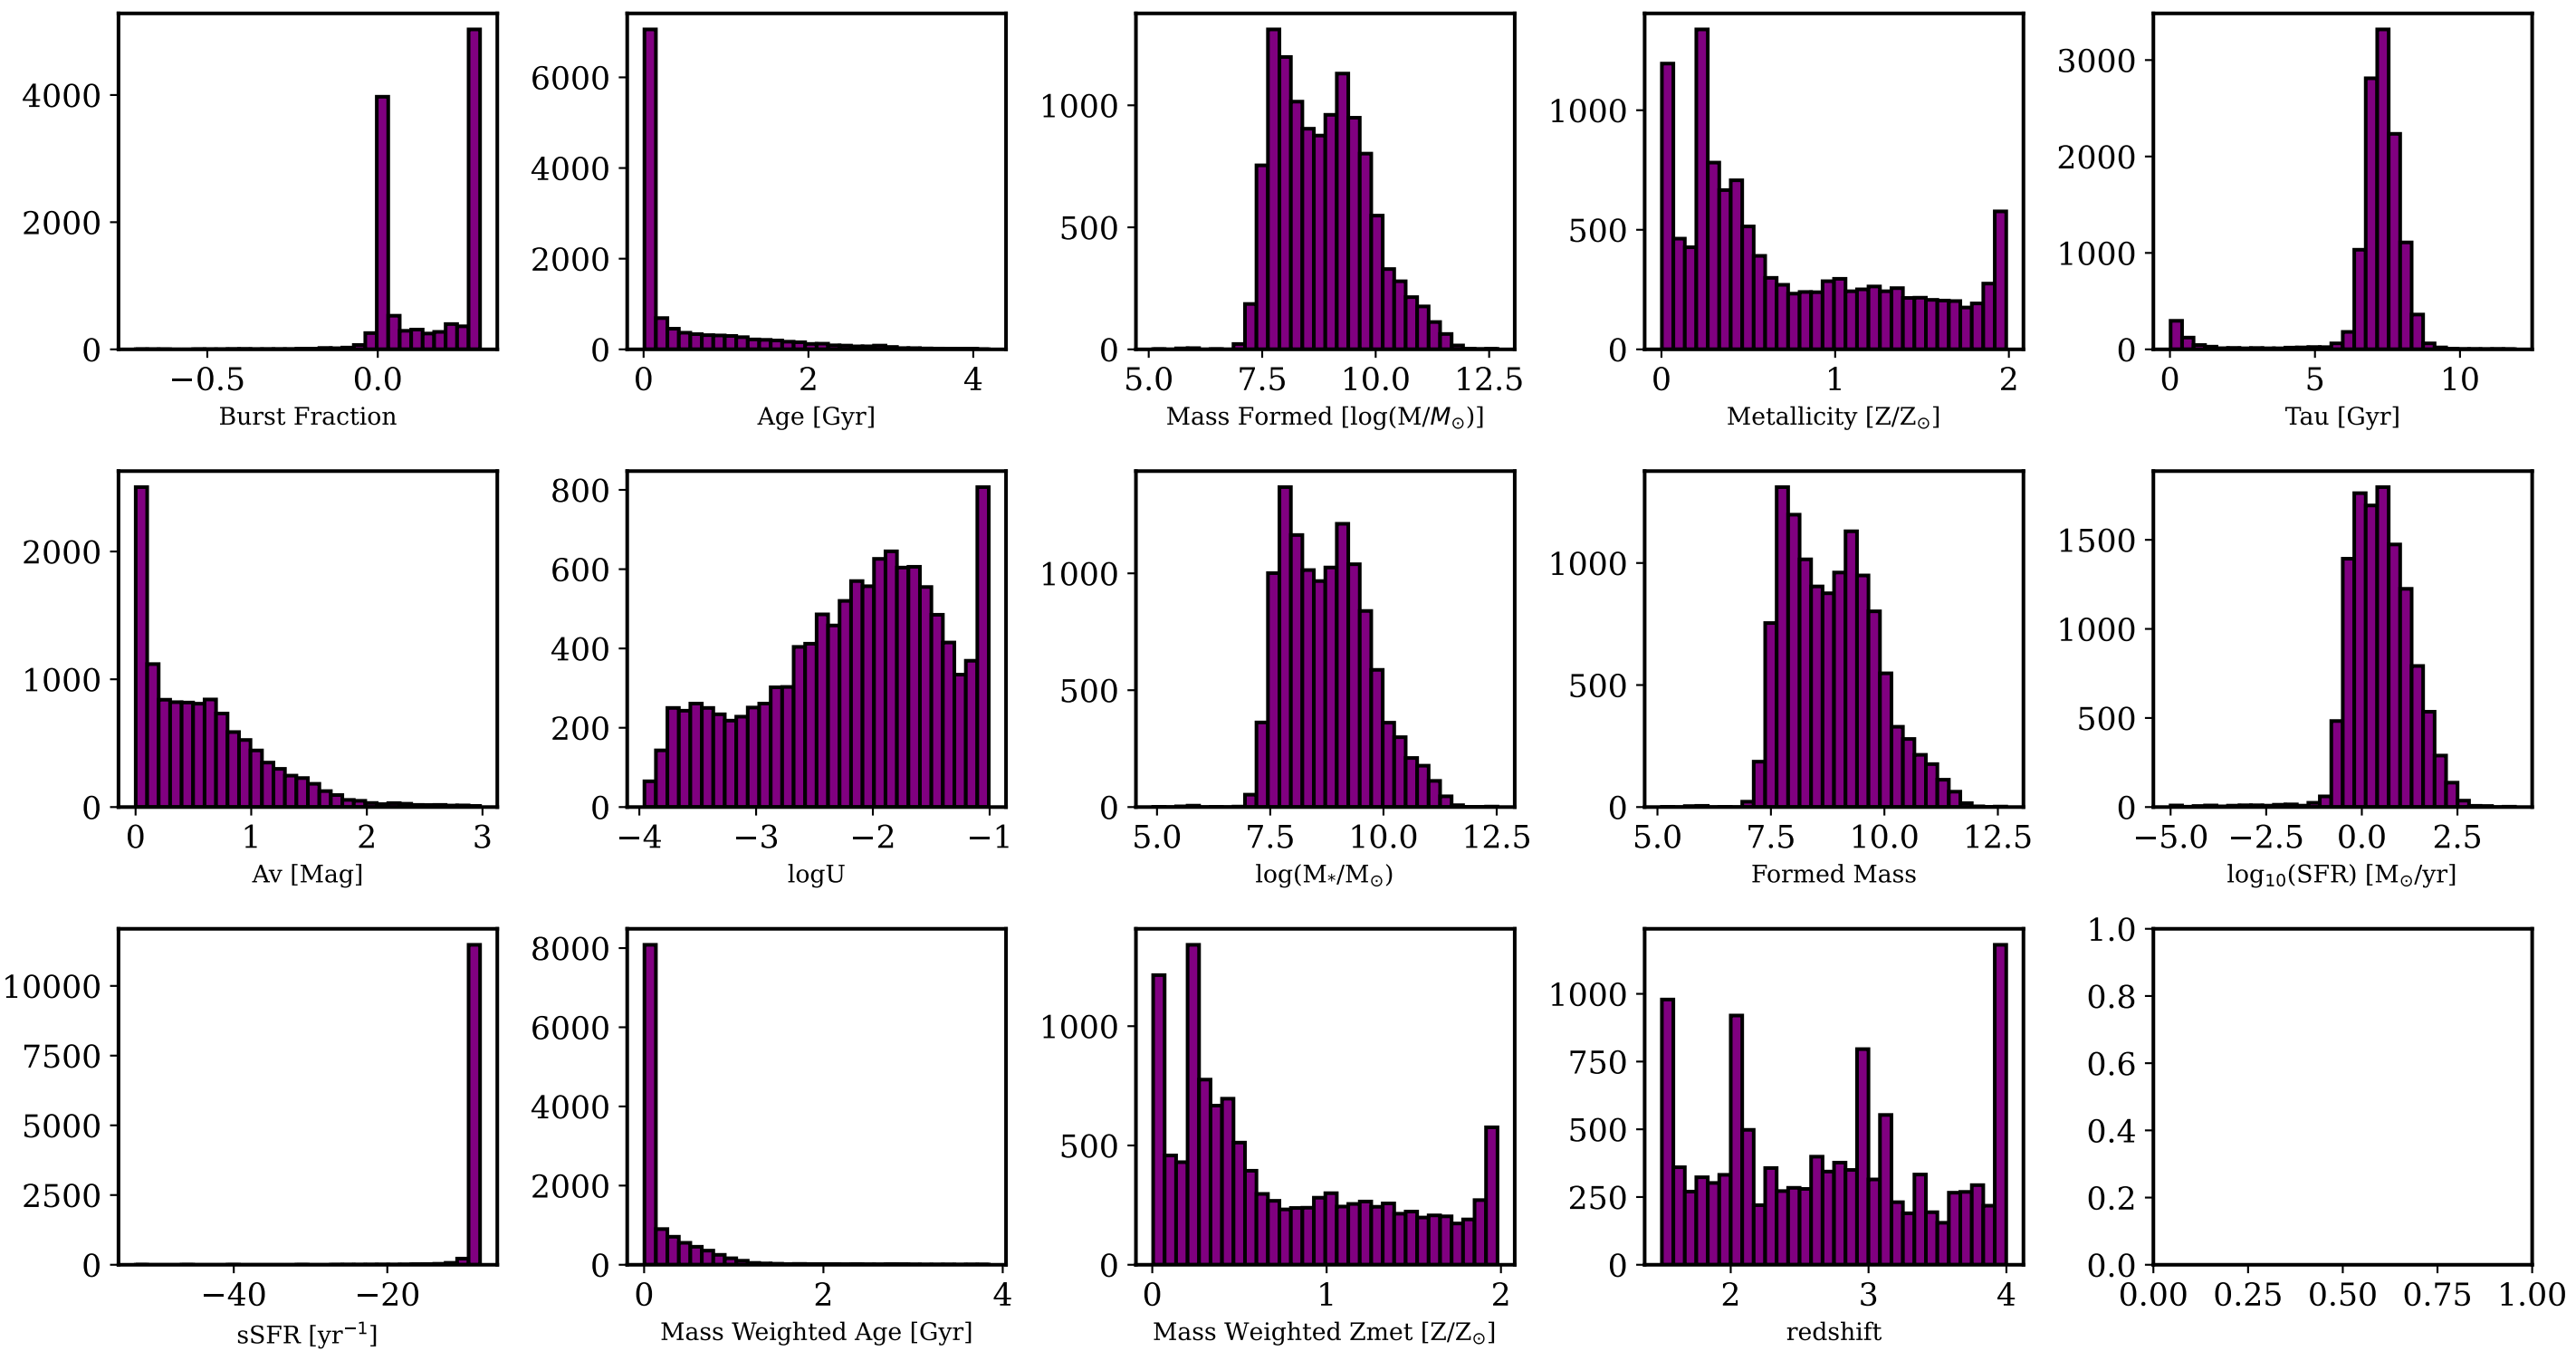 4000
2000
0
−0.5 0.0
Burst Fraction
6000
4000
2000
0
0 2 4
Age [Gyr]
1000
500
0
5.0 7.5 10.0 12.5
Mass Formed [log(M/M☉)]
1000
500
0
0 1 2
Metallicity [Z/Z☉]
3000
2000
1000
0
0 5 10
Tau [Gyr]
2000
1000
0
0 1 2 3
Av [Mag]
800
600
400
200
0
−4 −3 −2 −1
logU
1000
500
0
5.0 7.5 10.0 12.5
log(M*/M☉)
1000
500
0
5.0 7.5 10.0 12.5
Formed Mass
1500
1000
500
0
−5.0 −2.5 0.0 2.5
log₁₀(SFR) [M☉/yr]
10000
7500
5000
2500
0
−40 −20
sSFR [yr⁻¹]
8000
6000
4000
2000
0
0 2 4
Mass Weighted Age [Gyr]
1000
500
0
0 1 2
Mass Weighted Zmet [Z/Z☉]
1000
750
500
250
0
2 3 4
redshift
1.0
0.8
0.6
0.4
0.2
0.0
0.00 0.25 0.50 0.75 1.00